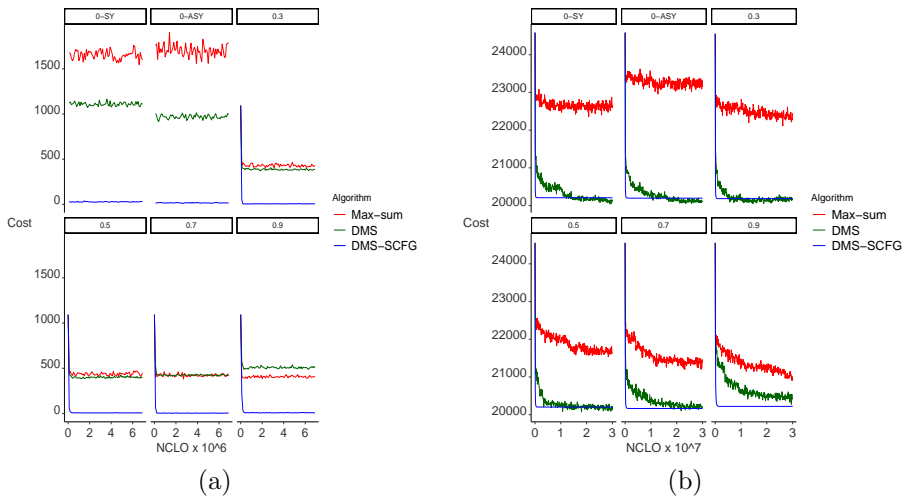 0−SY 0−ASY 0.3
1500
1000
500
0
Cost
0.5 0.7 0.9
1500
1000
500
0
0 2 4 6 0 2 4 6 0 2 4 6
NCLO x 10^6
Algorithm
Max−sum
DMS
DMS−SCFG
(a)
0−SY 0−ASY 0.3
24000
23000
22000
21000
20000
Cost
0.5 0.7 0.9
24000
23000
22000
21000
20000
0 1 2 3 0 1 2 3 0 1 2 3
NCLO x 10^7
Algorithm
Max−sum
DMS
DMS−SCFG
(b)